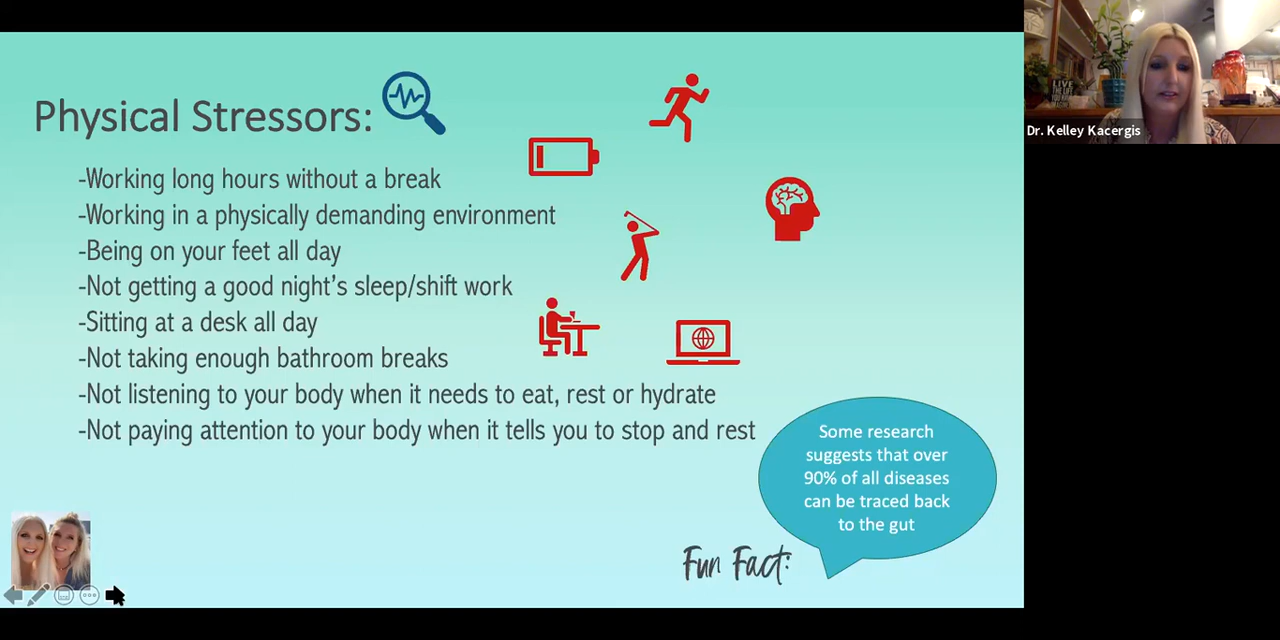 Physical Stressors:
-Working long hours without a break
-Working in a physically demanding environment
-Being on your feet all day
-Not getting a good night's sleep/shift work
-Sitting at a desk all day
-Not taking enough bathroom breaks
-Not listening to your body when it needs to eat, rest or hydrate
-Not paying attention to your body when it tells you to stop and rest
Some research
suggests that over
90% of all diseases
can be traced back
to the gut
Fun Fact:
LIVE
Dr. Kelley Kacergis